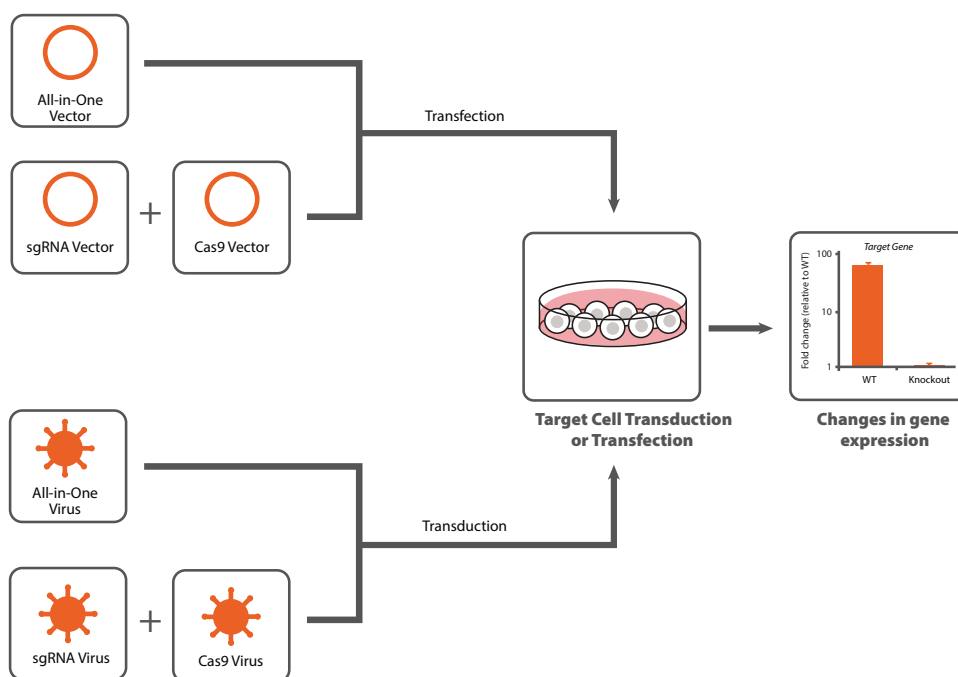 All-in-One
Vector
sgRNA Vector
+
Cas9 Vector
Transfection
Target Cell Transduction
or Transfection
Target Gene
Fold change (relative to WT)
100
10
1
WT
Knockout
Changes in gene
expression
All-in-One
Virus
Transduction
sgRNA Virus
+
Cas9 Virus